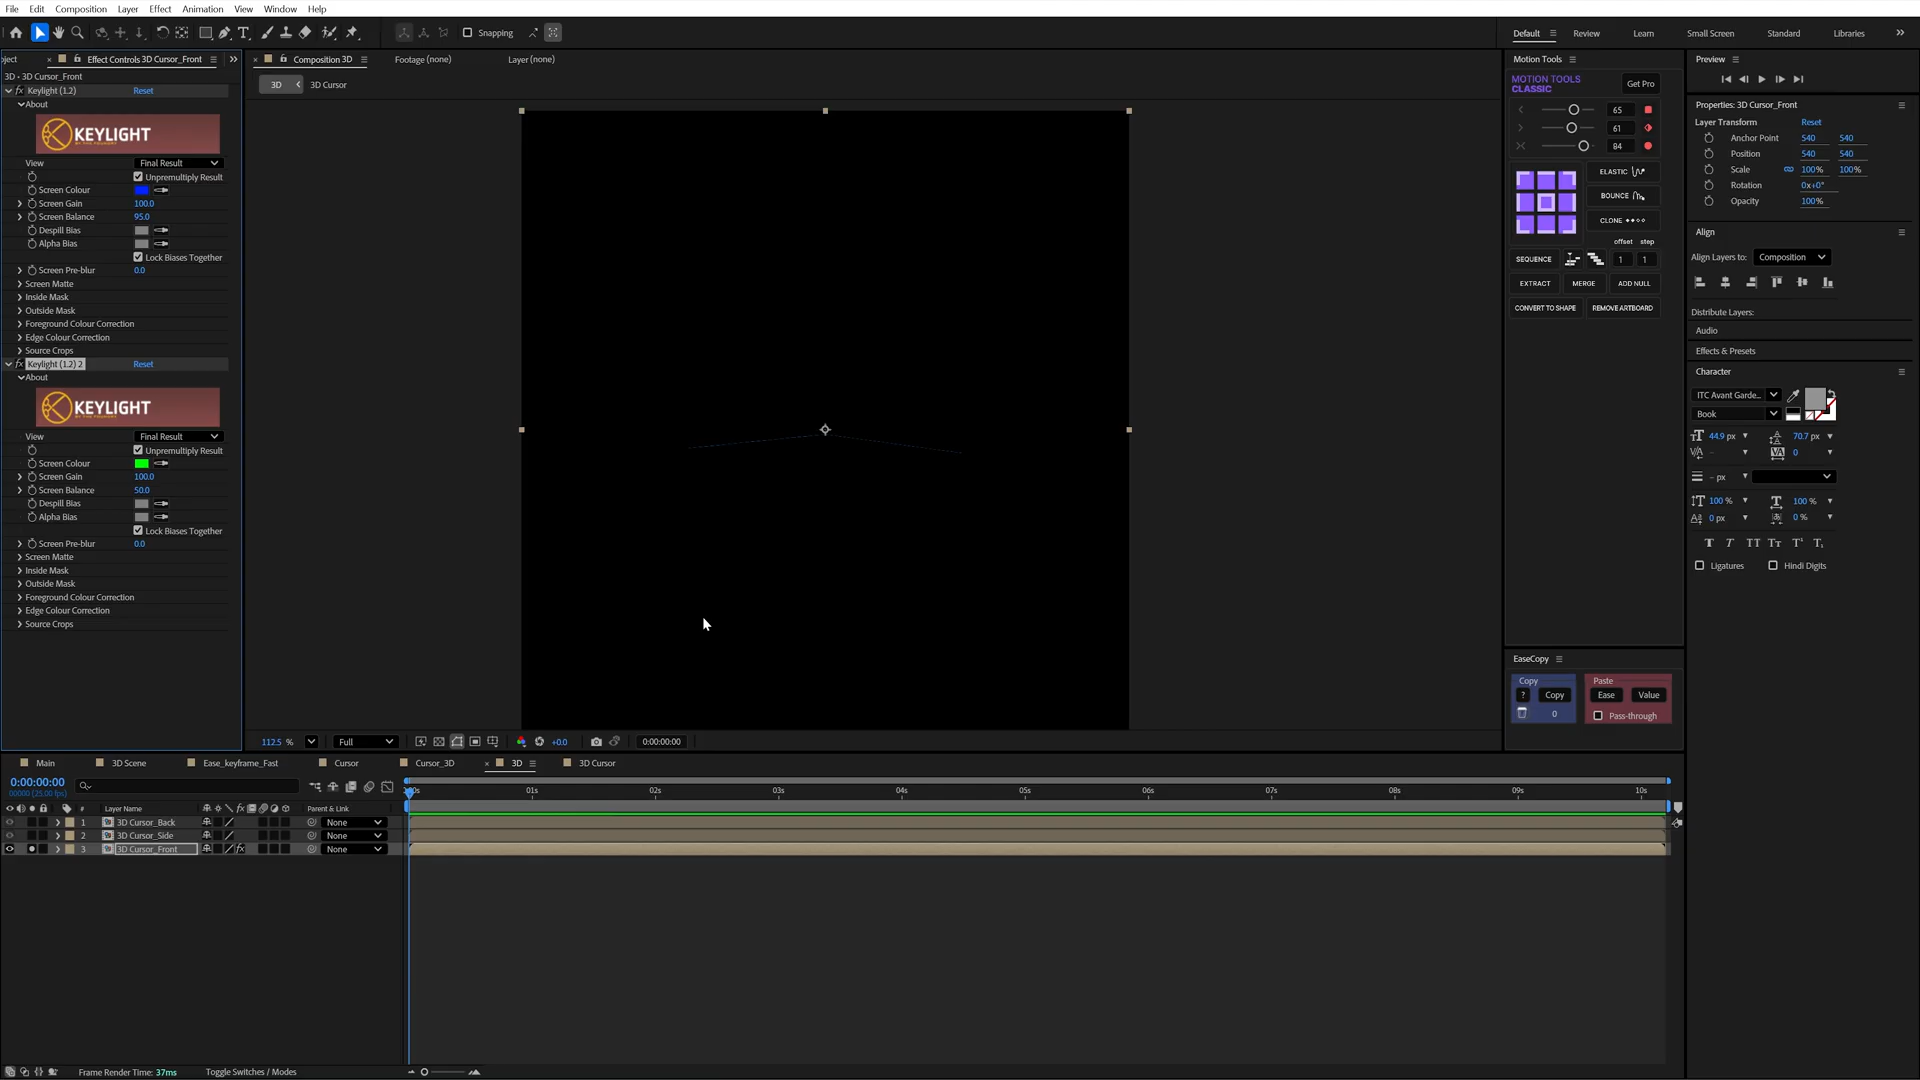 File Edit Composition Layer Effect Animation View Window Help
Snapping
Default Review Learn Small Screen Standard Libraries
Effect Controls 3D Cursor_Front
3D • 3D Cursor_Front
Keylight (1.2) Reset
About
KEYLIGHT
View Final Result
Unpremultiply Result
Screen Colour
Screen Gain 100.0
Screen Balance 95.0
Despill Bias
Alpha Bias
Lock Biases Together
Screen Pre-blur 0.0
Screen Matte
Inside Mask
Outside Mask
Foreground Colour Correction
Edge Colour Correction
Source Crops
Keylight (1.2) 2 Reset
About
KEYLIGHT
View Final Result
Unpremultiply Result
Screen Colour
Screen Gain 100.0
Screen Balance 50.0
Despill Bias
Alpha Bias
Lock Biases Together
Screen Pre-blur 0.0
Screen Matte
Inside Mask
Outside Mask
Foreground Colour Correction
Edge Colour Correction
Source Crops
Composition 3D Footage (none) Layer (none)
3D 3D Cursor
112.5 % Full +0.0 0:00:00:00
Motion Tools
MOTION TOOLS
CLASSIC
Get Pro
65
61
84
ELASTIC
BOUNCE
CLONE
offset step
SEQUENCE 1 1
EXTRACT MERGE ADD NULL
CONVERT TO SHAPE REMOVE ARTBOARD
EaseCopy
Copy Paste
? Copy Ease Value
0 Pass-through
Preview
Properties: 3D Cursor_Front
Layer Transform Reset
Anchor Point 540 540
Position 540 540
Scale 100% 100%
Rotation 0x+0°
Opacity 100%
Align
Align Layers to: Composition
Distribute Layers:
Audio
Effects & Presets
Character
ITC Avant Garde...
Book
44.9 px 70.7 px
0
– px
100 % 100 %
0 px 0 %
Ligatures Hindi Digits
Main 3D Scene Ease_keyframe_Fast Cursor Cursor_3D 3D 3D Cursor
0:00:00:00
00000 (25.00 fps)
01s 02s 03s 04s 05s 06s 07s 08s 09s 10s
# Layer Name Parent & Link
1 3D Cursor_Back None
2 3D Cursor_Side None
3 3D Cursor_Front None
Frame Render Time: 37ms Toggle Switches / Modes